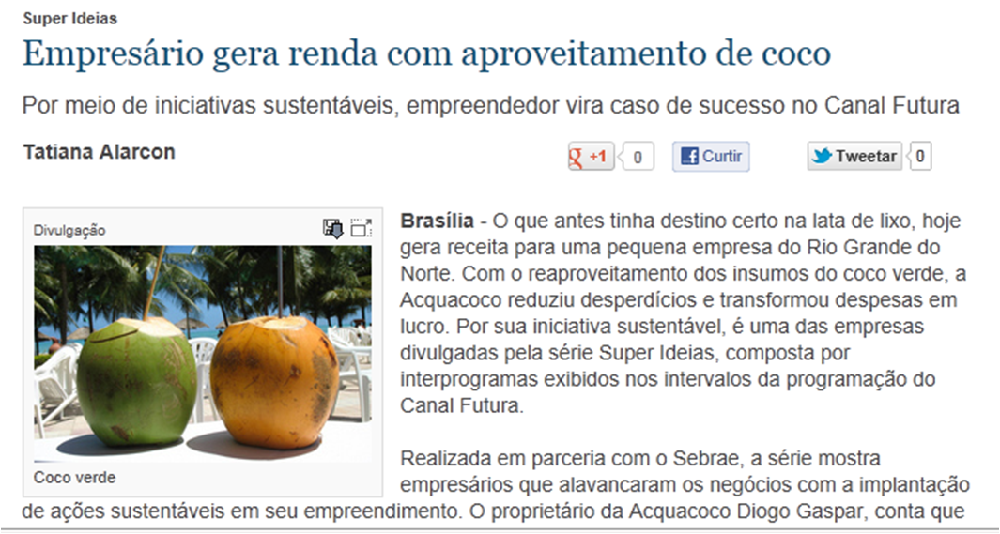 Super Ideias
Empresário gera renda com aproveitamento de coco
Por meio de iniciativas sustentáveis, empreendedor vira caso de sucesso no Canal Futura
Tatiana Alarcon
+1 0 Curtir Tweetar 0
Divulgação
Coco verde
Brasília - O que antes tinha destino certo na lata de lixo, hoje
gera receita para uma pequena empresa do Rio Grande do
Norte. Com o reaproveitamento dos insumos do coco verde, a
Acquacoco reduziu desperdícios e transformou despesas em
lucro. Por sua iniciativa sustentável, é uma das empresas
divulgadas pela série Super Ideias, composta por
interprogramas exibidos nos intervalos da programação do
Canal Futura.
Realizada em parceria com o Sebrae, a série mostra
empresários que alavancaram os negócios com a implantação
de ações sustentáveis em seu empreendimento. O proprietário da Acquacoco Diogo Gaspar, conta que